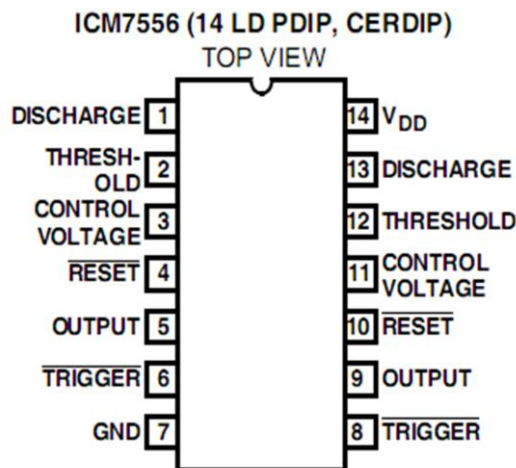 ICM7556 (14 LD PDIP, CERDIP)
TOP VIEW
DISCHARGE 1
THRESH-
OLD 2
CONTROL
VOLTAGE 3
RESET 4
OUTPUT 5
TRIGGER 6
GND 7
14 VDD
13 DISCHARGE
12 THRESHOLD
11 CONTROL
VOLTAGE
10 RESET
9 OUTPUT
8 TRIGGER